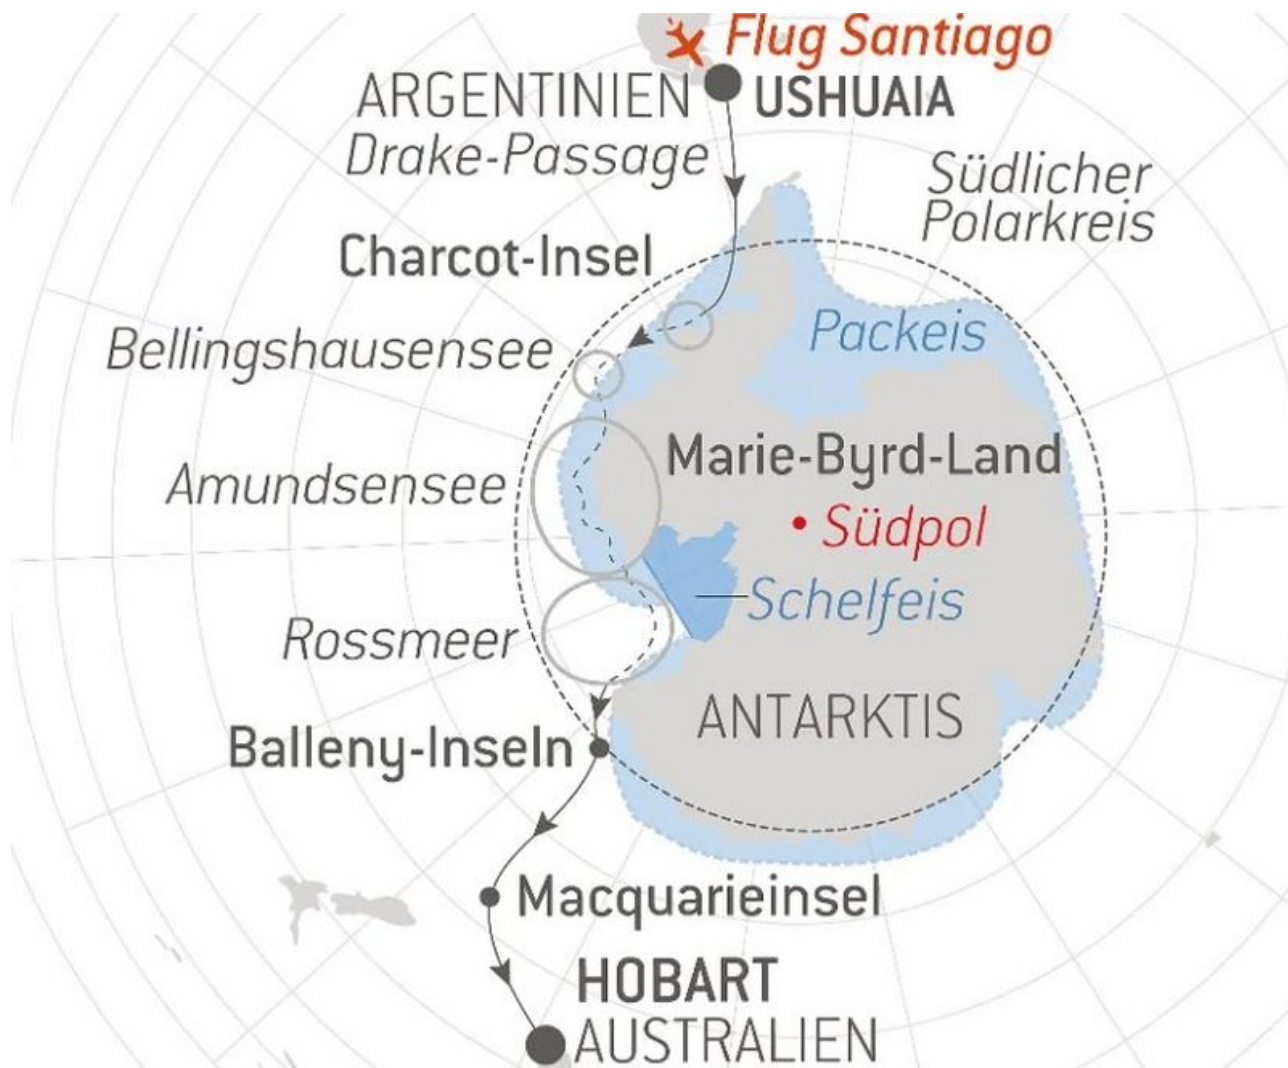 Flug Santiago
ARGENTINIEN
USHUAIA
Drake-Passage
Südlicher
Polarkreis
Charcot-Insel
Packeis
Bellingshausensee
Marie-Byrd-Land
Amundsensee
Südpol
Schelfeis
Rossmeer
ANTARKTIS
Balleny-Inseln
Macquarieinsel
HOBART
AUSTRALIEN